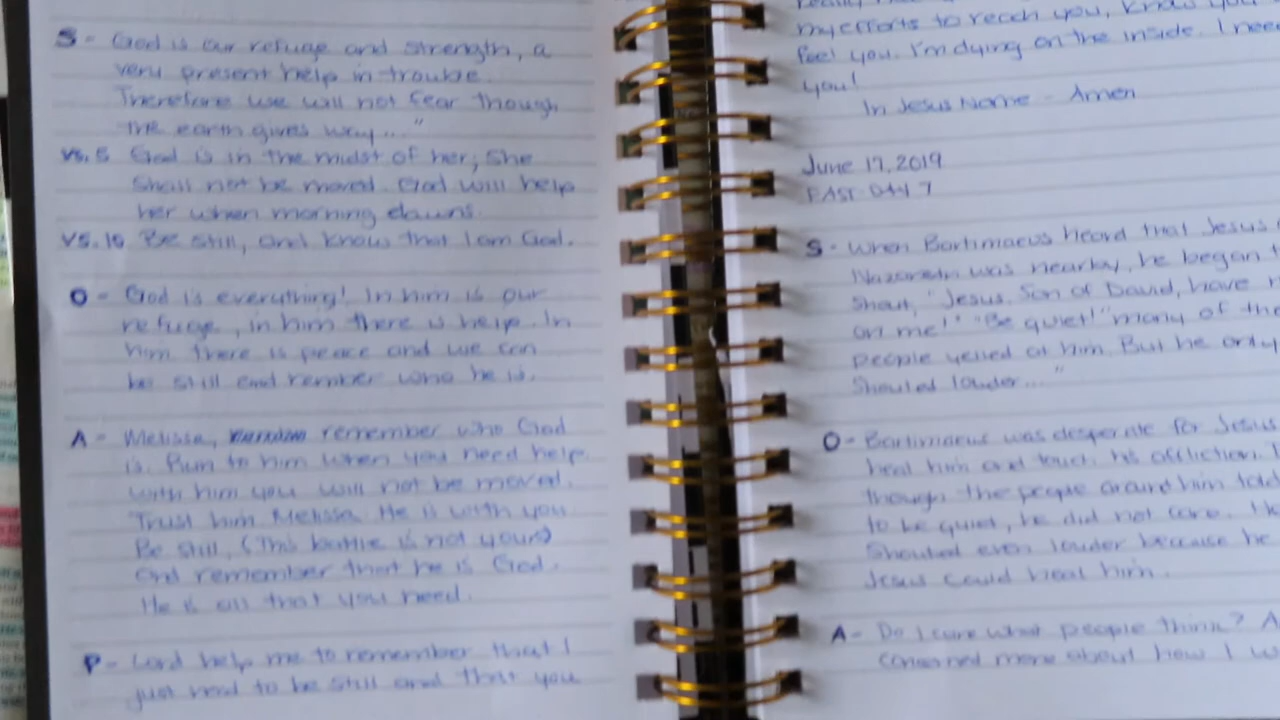 S - God is our refuge and strength, a
very present help in trouble.
Therefore we will not fear though
the earth gives way..."
vs. 5 God is in the midst of her; she
shall not be moved. God will help
her when morning dawns.
vs. 10 Be still, and know that I am God.
O - God is everything! In him is our
refuge, in him there is help. In
him there is peace and we can
be still and rember who he is.
A - Melissa, remember who God
is. Run to him when you need help.
With him you will not be moved.
Trust him Melissa. He is with you
Be still, (This battle is not yours)
and remember that he is God.
He is all that you need.
P - Lord help me to remember that I
just need to be still and that you
my efforts to reach you, know you
feel you. I'm dying on the inside. I need
you!
In Jesus Name - Amen
June 17, 2019
FAST DAY 7
S - When Bartimaeus heard that Jesus
Nazareth was nearby, he began
shout, "Jesus, Son of David, have
on me!" "Be quiet!" many of the
people yelled at him. But he only
shouted louder..."
O - Bartimaeus was desperate for Jesus
heal him and touch his affliction.
though the people around him told
to be quiet, he did not care. He
shouted even louder because he
Jesus could heal him.
A - Do I care what people think? A
concerned more about how I